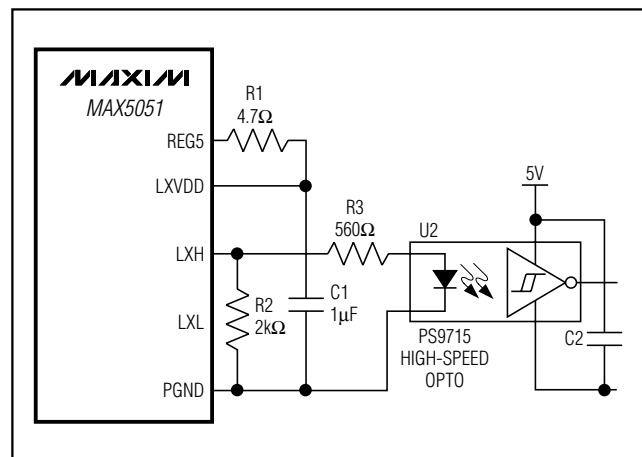 MAXIM
MAX5051
R1
4.7Ω
REG5
LXVDD
5V
R3
560Ω
U2
LXH
R2
2kΩ
C1
1µF
LXL
C2
PS9715
HIGH-SPEED
OPTO
PGND